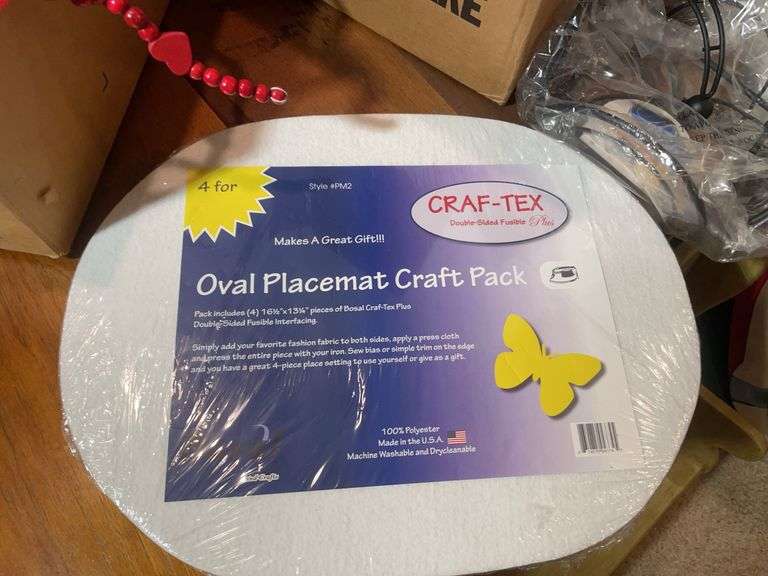 4 for
Style #PM2
CRAF-TEX
Double-Sided Fusible Plus
Makes A Great Gift!!!
Oval Placemat Craft Pack
Pack includes (4) 16½"x13¼" pieces of Bosal Craf-Tex Plus
Double-Sided Fusible Interfacing.
Simply add your favorite fashion fabric to both sides, apply a press cloth
and press the entire piece with your iron. Sew bias or simple trim on the edge
and you have a great 4-piece place setting to use yourself or give as a gift.
100% Polyester
Made in the U.S.A.
Machine Washable and Drycleanable